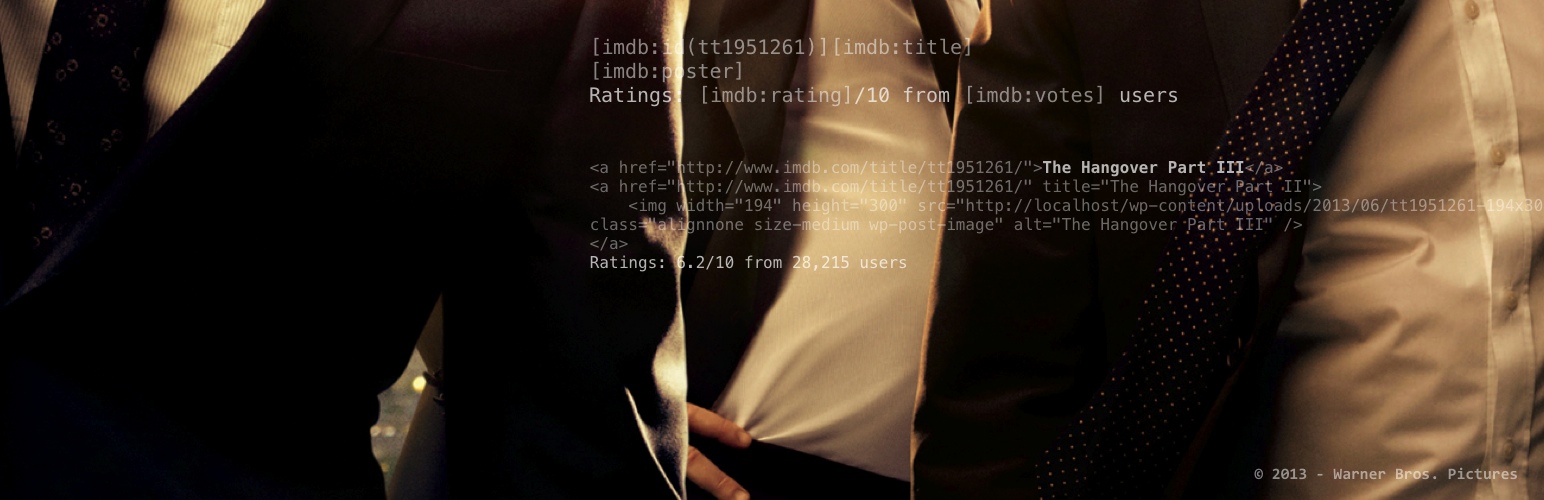 [imdb:id(tt1951261)][imdb:title]
[imdb:poster]
Ratings: [imdb:rating]/10 from [imdb:votes] users
<a href="http://www.imdb.com/title/tt1951261/">The Hangover Part III</a>
<a href="http://www.imdb.com/title/tt1951261/" title="The Hangover Part II">
<img width="194" height="300" src="http://localhost/wp-content/uploads/2013/06/tt1951261-194x30
class="alignnone size-medium wp-post-image" alt="The Hangover Part III" />
</a>
Ratings: 6.2/10 from 28,215 users
© 2013 - Warner Bros. Pictures